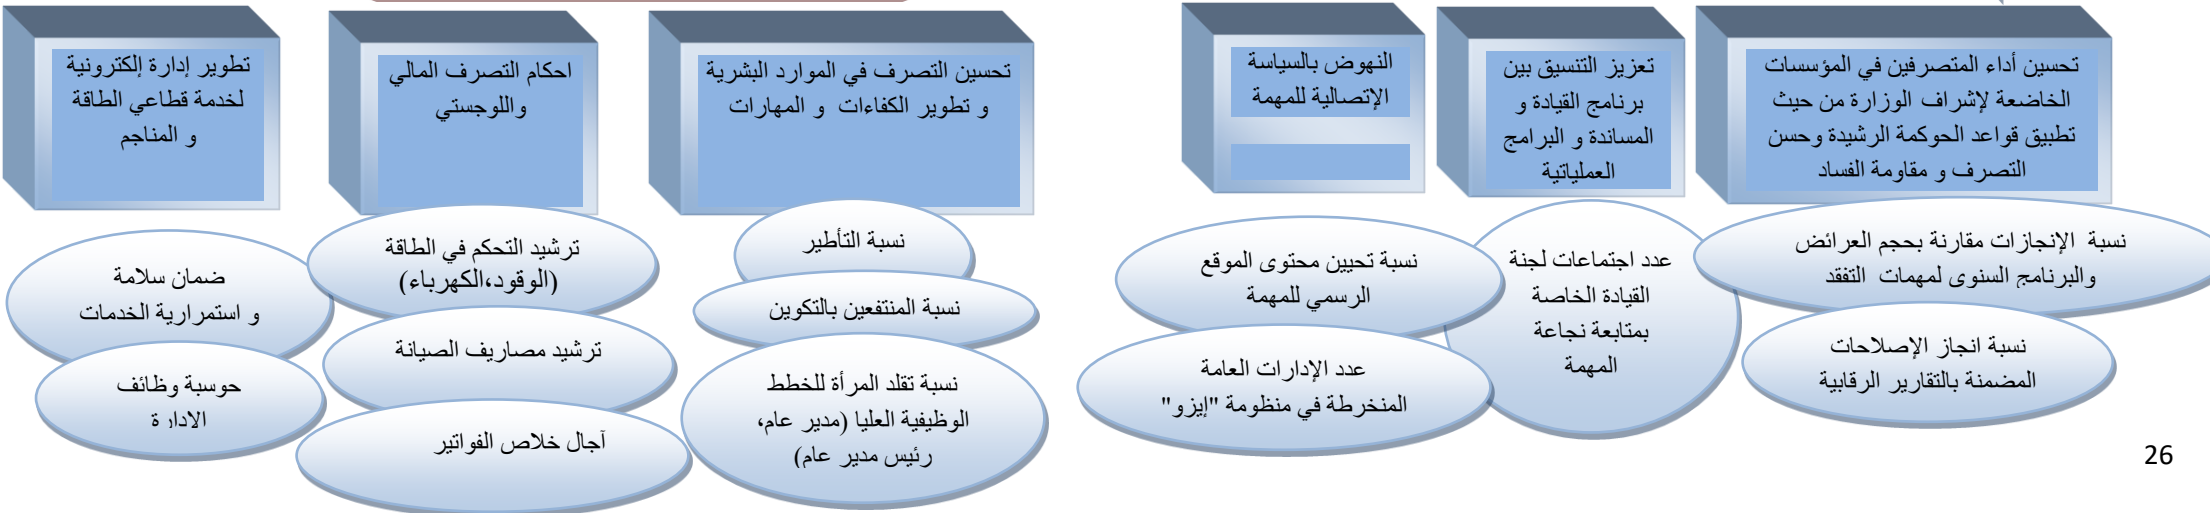 تحسين أداء المتصرفين في المؤسسات
الخاضعة لإشراف الوزارة من حيث
تطبيق قواعد الحوكمة الرشيدة وحسن
التصرف و مقاومة الفساد
نسبة الإنجازات مقارنة بحجم العرائض
والبرنامج السنوى لمهمات التفقد
نسبة انجاز الإصلاحات
المضمنة بالتقارير الرقابية
تعزيز التنسيق بين
برنامج القيادة و
المساندة و البرامج
العملياتية
عدد اجتماعات لجنة
القيادة الخاصة
بمتابعة نجاعة
المهمة
النهوض بالسياسة
الإتصالية للمهمة
نسبة تحيين محتوى الموقع
الرسمي للمهمة
عدد الإدارات العامة
المنخرطة في منظومة "إيزو"
تحسين التصرف في الموارد البشرية
و تطوير الكفاءات و المهارات
نسبة التأطير
نسبة المنتفعين بالتكوين
نسبة تقلد المرأة للخطط
الوظيفية العليا (مدير عام،
رئيس مدير عام)
احكام التصرف المالي
واللوجستي
ترشيد التحكم في الطاقة
(الوقود،الكهرباء)
ترشيد مصاريف الصيانة
آجال خلاص الفواتير
تطوير إدارة إلكترونية
لخدمة قطاعي الطاقة
و المناجم
ضمان سلامة
و استمرارية الخدمات
حوسبة وظائف
الادارة
26